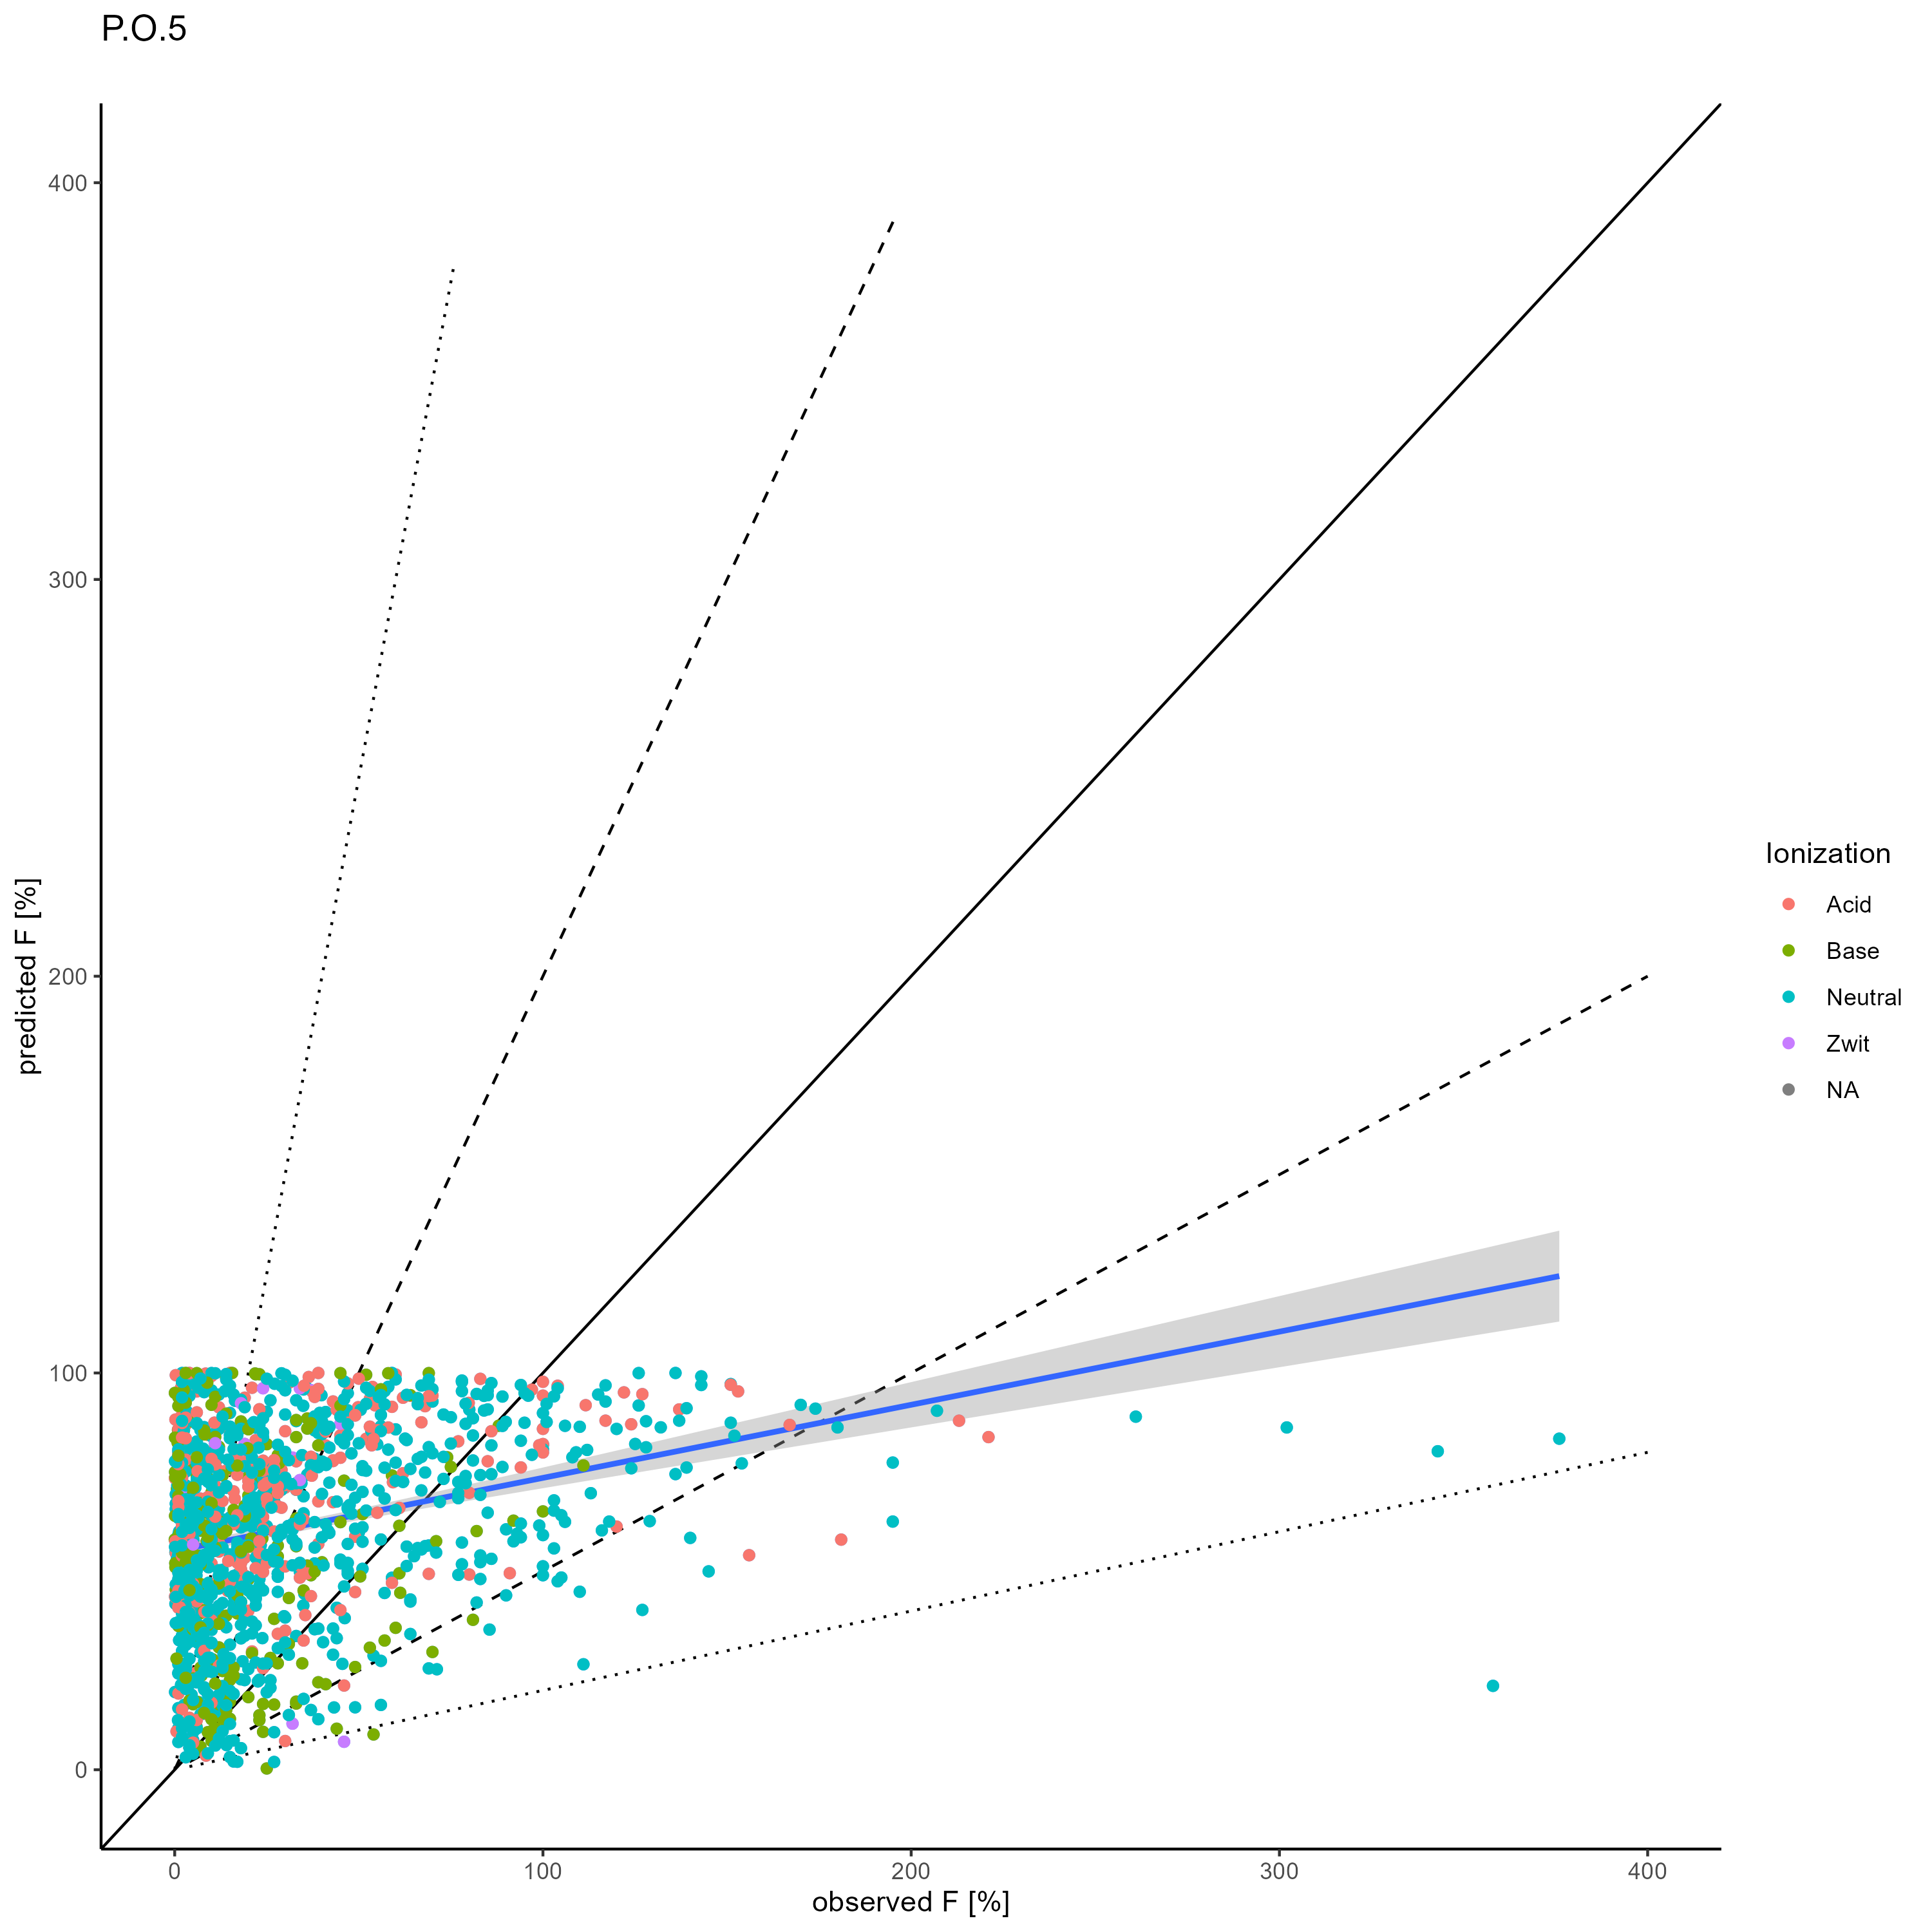 P.O.5
400
300
200
100
0
predicted F [%]
0 100 200 300 400
observed F [%]
Ionization
Acid
Base
Neutral
Zwit
NA